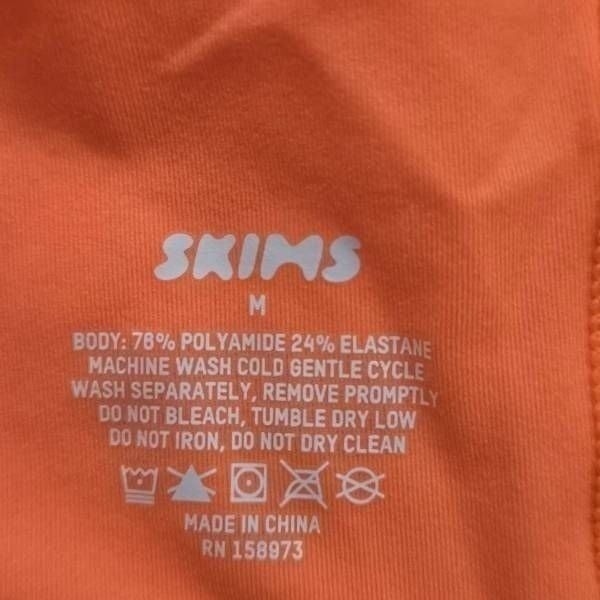 SKIMS
M
BODY: 76% POLYAMIDE 24% ELASTANE
MACHINE WASH COLD GENTLE CYCLE
WASH SEPARATELY, REMOVE PROMPTLY
DO NOT BLEACH, TUMBLE DRY LOW
DO NOT IRON, DO NOT DRY CLEAN
MADE IN CHINA
RN 158973